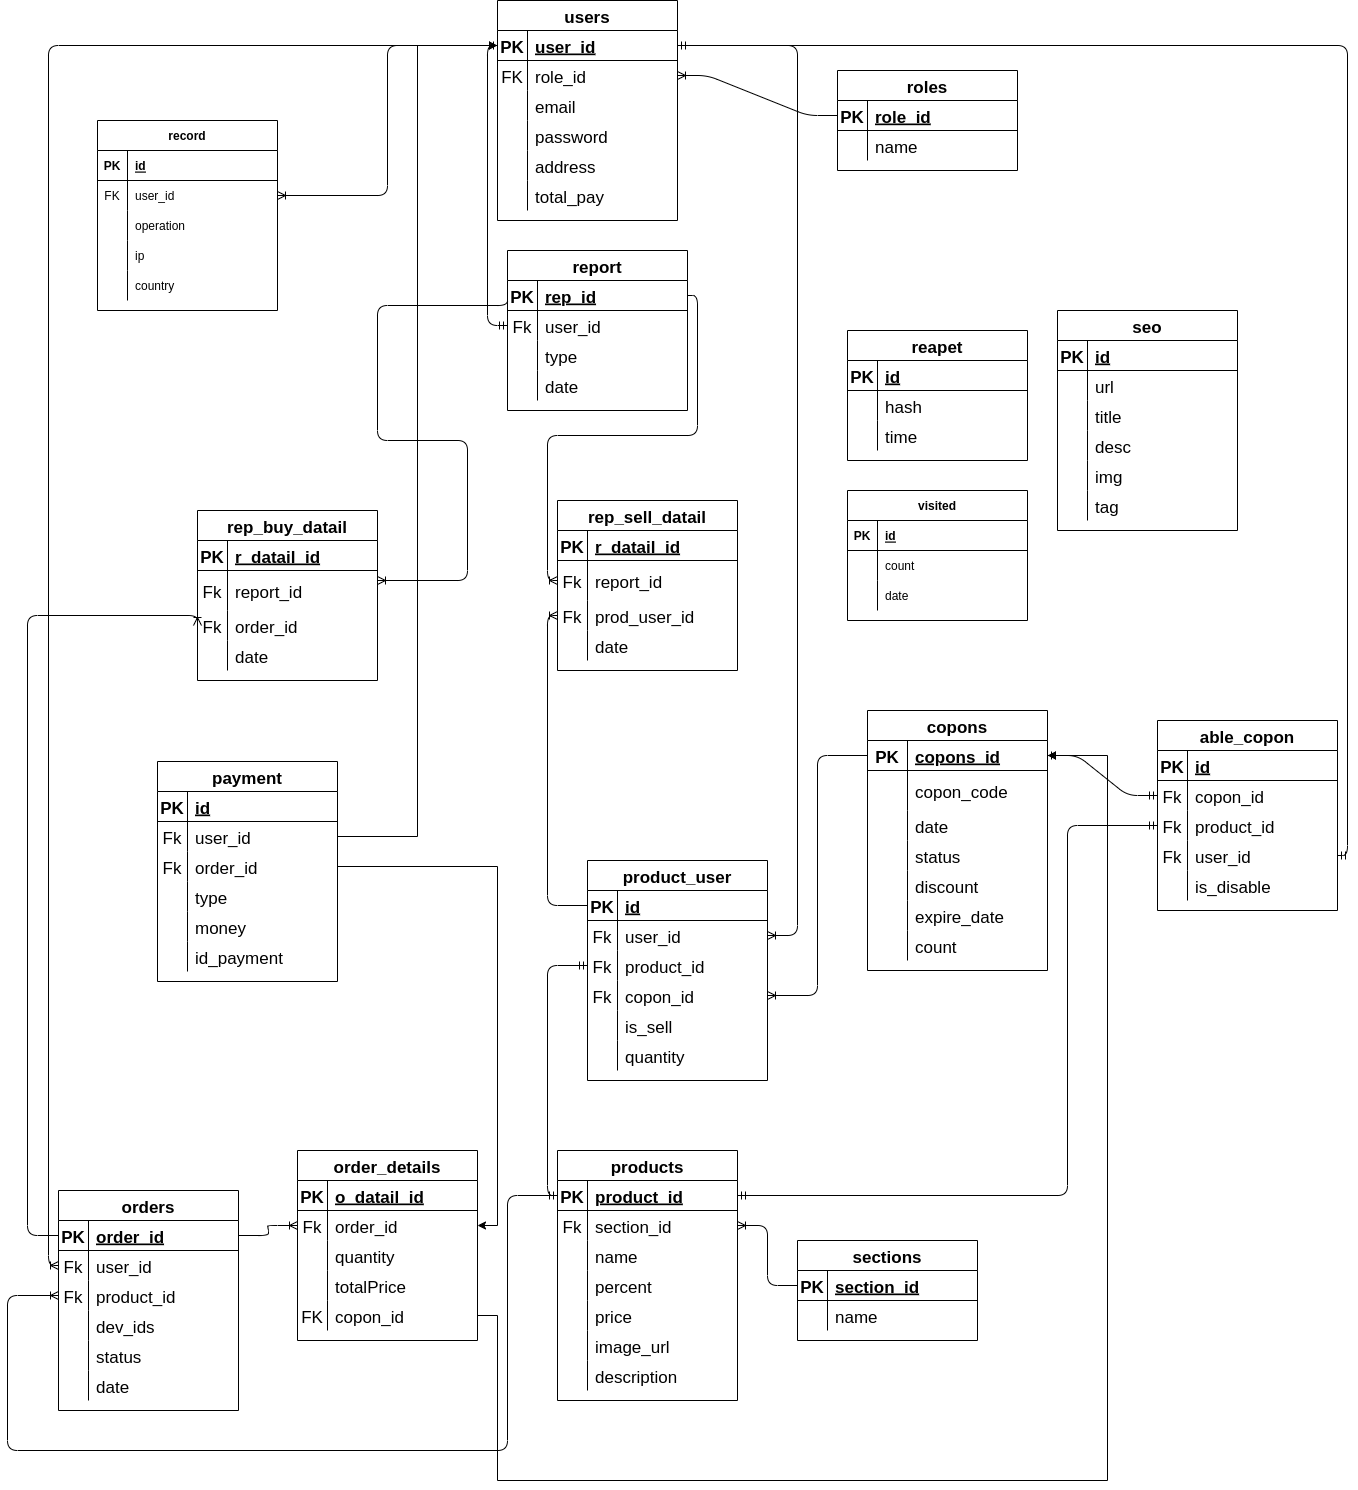 users
PK user_id
FK role_id
email
password
address
total_pay
roles
PK role_id
name
record
PK id
FK user_id
operation
ip
country
report
PK rep_id
Fk user_id
type
date
reapet
PK id
hash
time
seo
PK id
url
title
desc
img
tag
visited
PK id
count
date
rep_buy_datail
PK r_datail_id
Fk report_id
Fk order_id
date
rep_sell_datail
PK r_datail_id
Fk report_id
Fk prod_user_id
date
payment
PK id
Fk user_id
Fk order_id
type
money
id_payment
copons
PK copons_id
copon_code
date
status
discount
expire_date
count
able_copon
PK id
Fk copon_id
Fk product_id
Fk user_id
is_disable
product_user
PK id
Fk user_id
Fk product_id
Fk copon_id
is_sell
quantity
orders
PK order_id
Fk user_id
Fk product_id
dev_ids
status
date
order_details
PK o_datail_id
Fk order_id
quantity
totalPrice
FK copon_id
products
PK product_id
Fk section_id
name
percent
price
image_url
description
sections
PK section_id
name